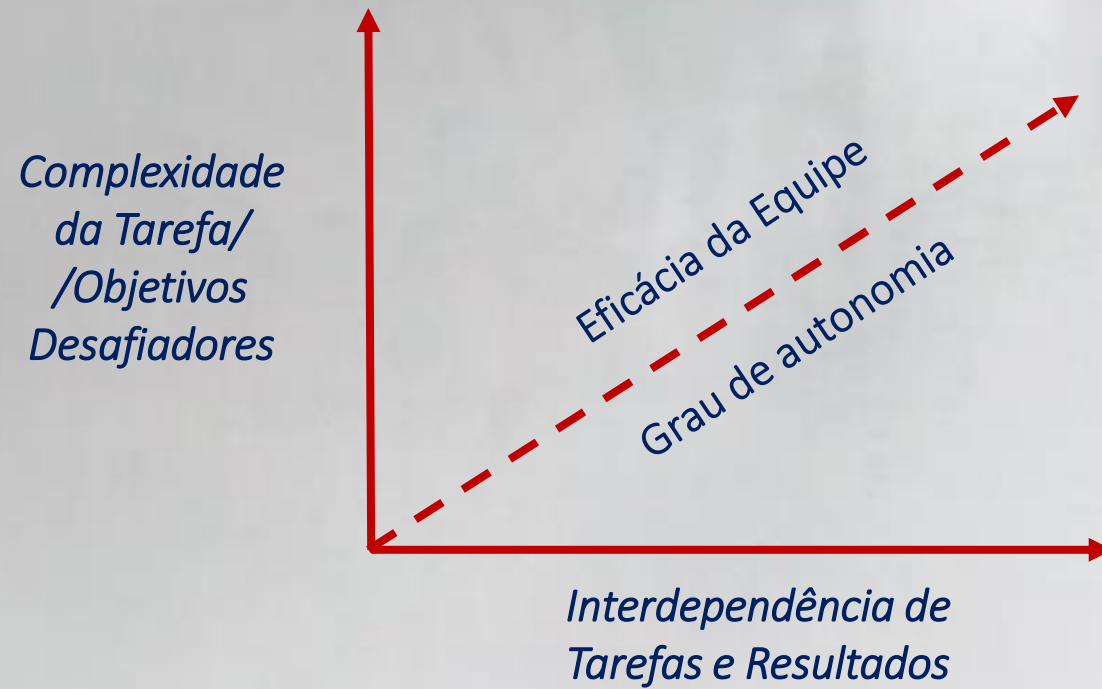 Complexidade
da Tarefa/
/Objetivos
Desafiadores
Eficácia da Equipe
Grau de autonomia
Interdependência de
Tarefas e Resultados